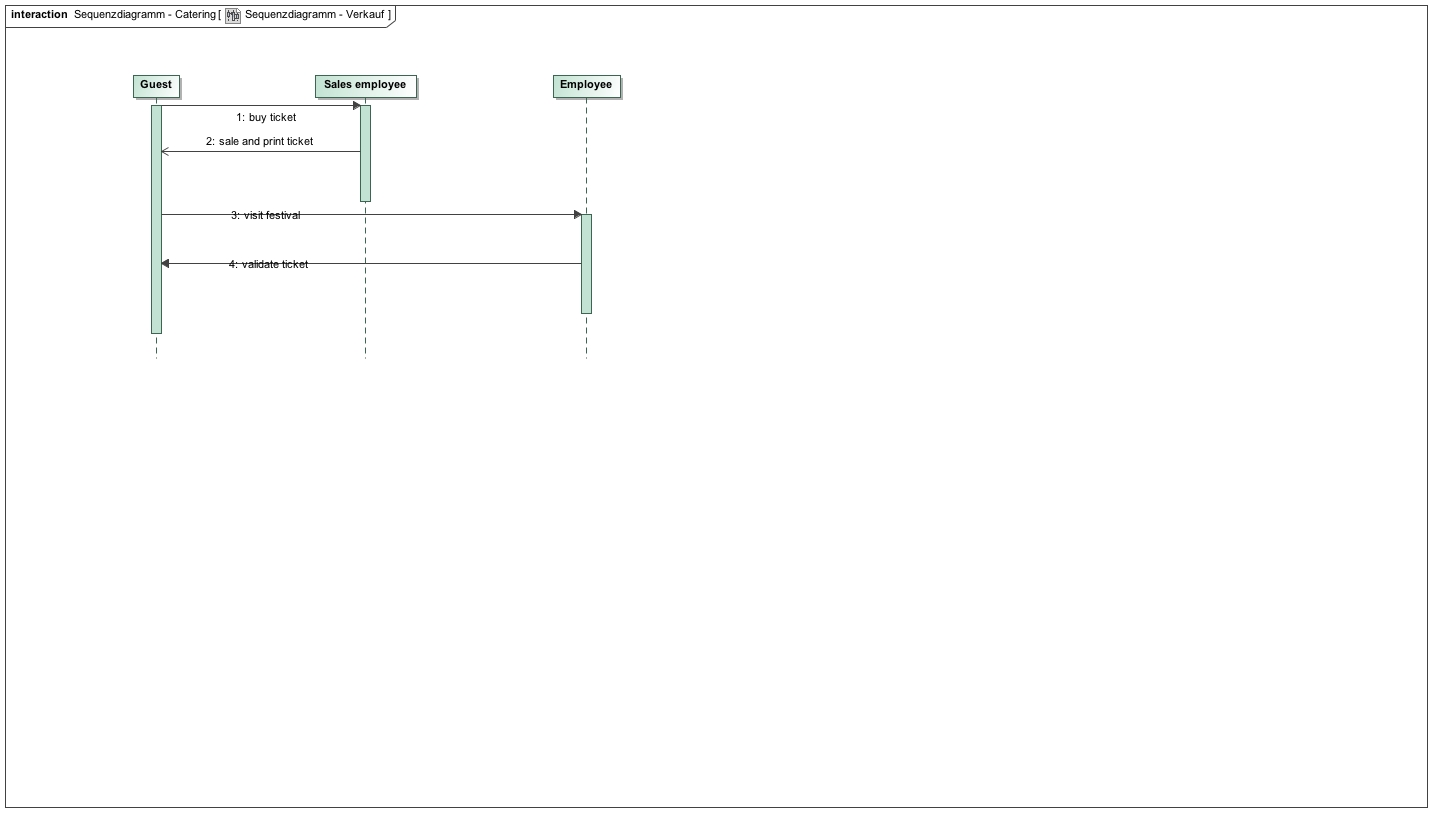 interaction Sequenzdiagramm - Catering [ Sequenzdiagramm - Verkauf ]
Guest Sales employee Employee
1: buy ticket
2: sale and print ticket
3: visit festival
4: validate ticket